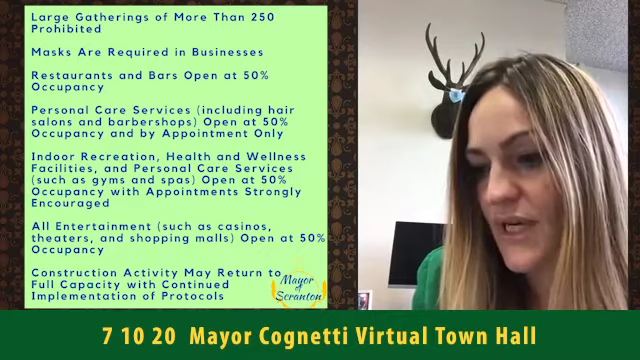 Large Gatherings of More Than 250
Prohibited
Masks Are Required in Businesses
Restaurants and Bars Open at 50%
Occupancy
Personal Care Services (including hair
salons and barbershops) Open at 50%
Occupancy and by Appointment Only
Indoor Recreation, Health and Wellness
Facilities, and Personal Care Services
(such as gyms and spas) Open at 50%
Occupancy with Appointments Strongly
Encouraged
All Entertainment (such as casinos,
theaters, and shopping malls) Open at 50%
Occupancy
Construction Activity May Return to
Full Capacity with Continued
Implementation of Protocols
Mayor
of
Scranton
7 10 20 Mayor Cognetti Virtual Town Hall